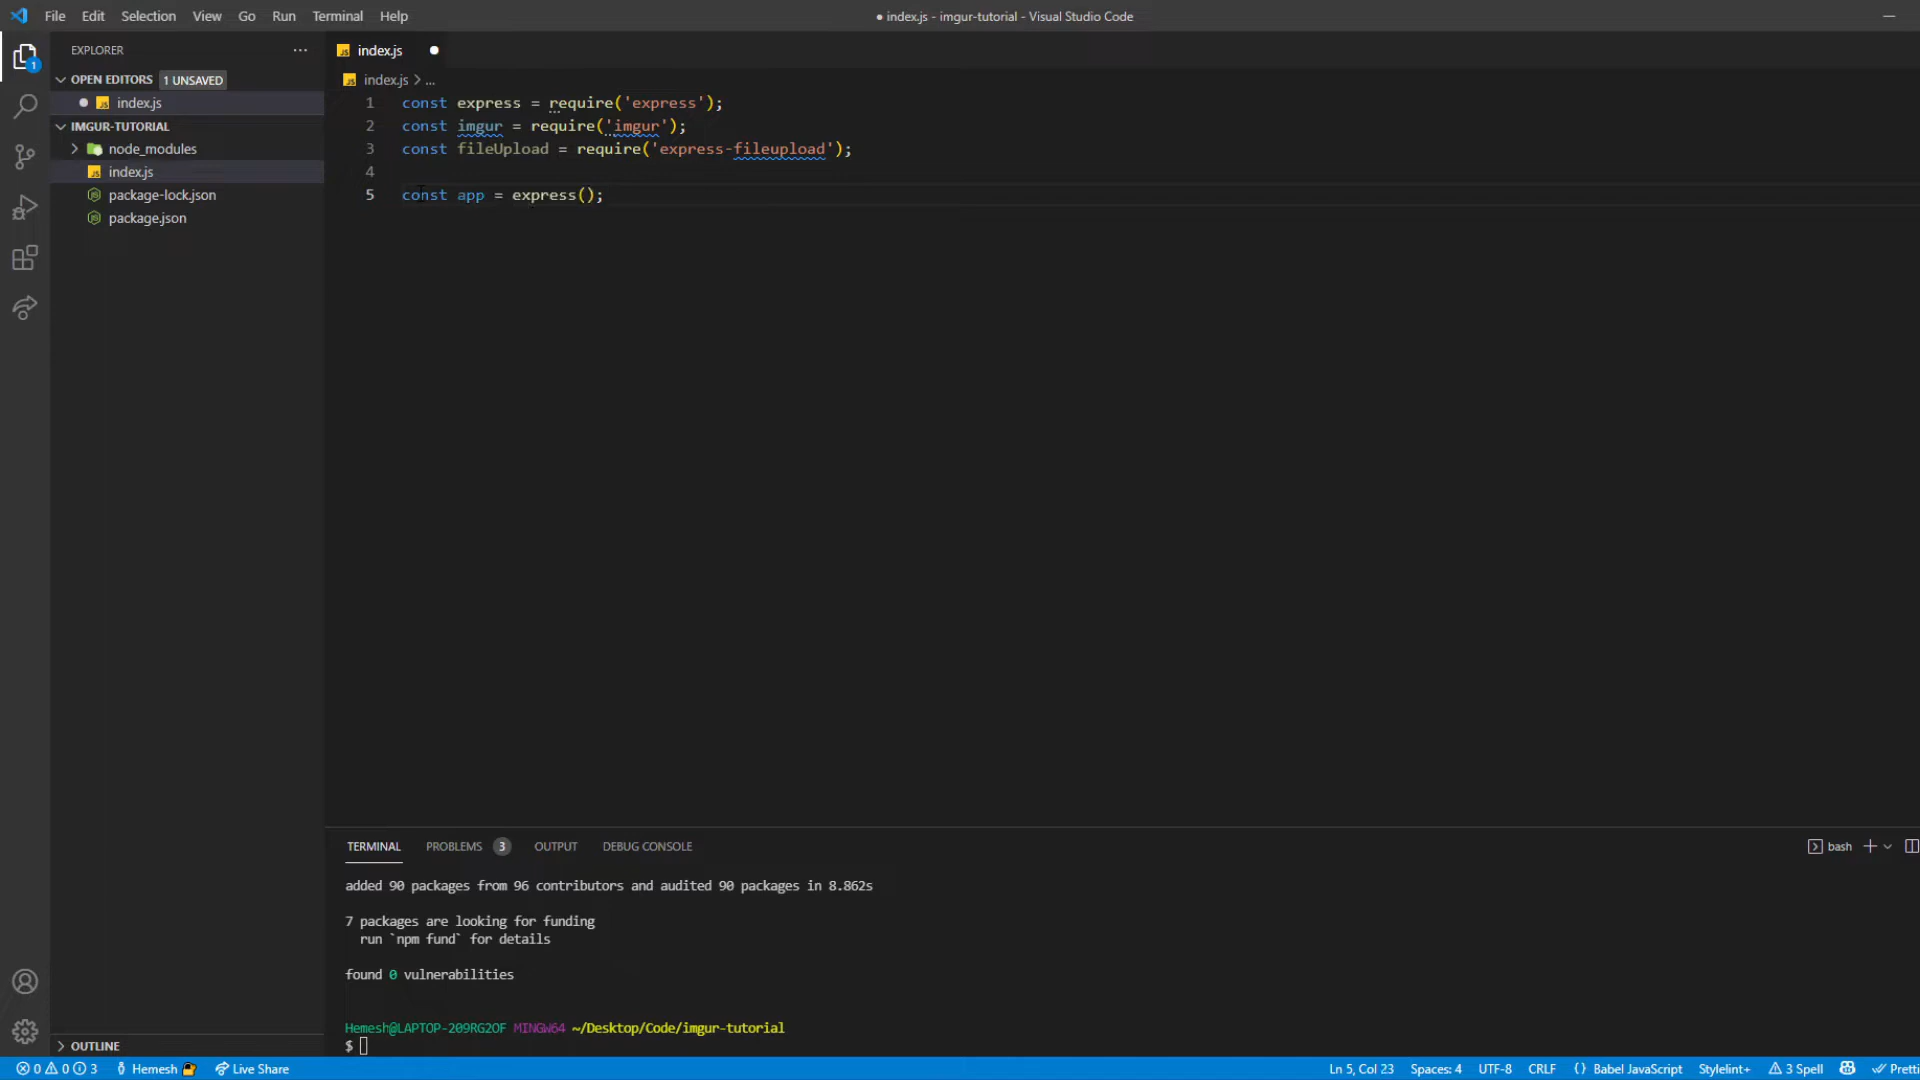 File Edit Selection View Go Run Terminal Help
● index.js - imgur-tutorial - Visual Studio Code
EXPLORER ···
1
OPEN EDITORS 1 UNSAVED
index.js
IMGUR-TUTORIAL
node_modules
index.js
package-lock.json
package.json
OUTLINE
index.js
index.js > ...
1 const express = require('express');
2 const imgur = require('imgur');
3 const fileUpload = require('express-fileupload');
4
5 const app = express();
TERMINAL PROBLEMS 3 OUTPUT DEBUG CONSOLE
bash
added 90 packages from 96 contributors and audited 90 packages in 8.862s
7 packages are looking for funding
run `npm fund` for details
found 0 vulnerabilities
Hemesh@LAPTOP-209RG2OF MINGW64 ~/Desktop/Code/imgur-tutorial
$
0 0 3 Hemesh Live Share Ln 5, Col 23 Spaces: 4 UTF-8 CRLF {} Babel JavaScript Stylelint+ 3 Spell Pretti